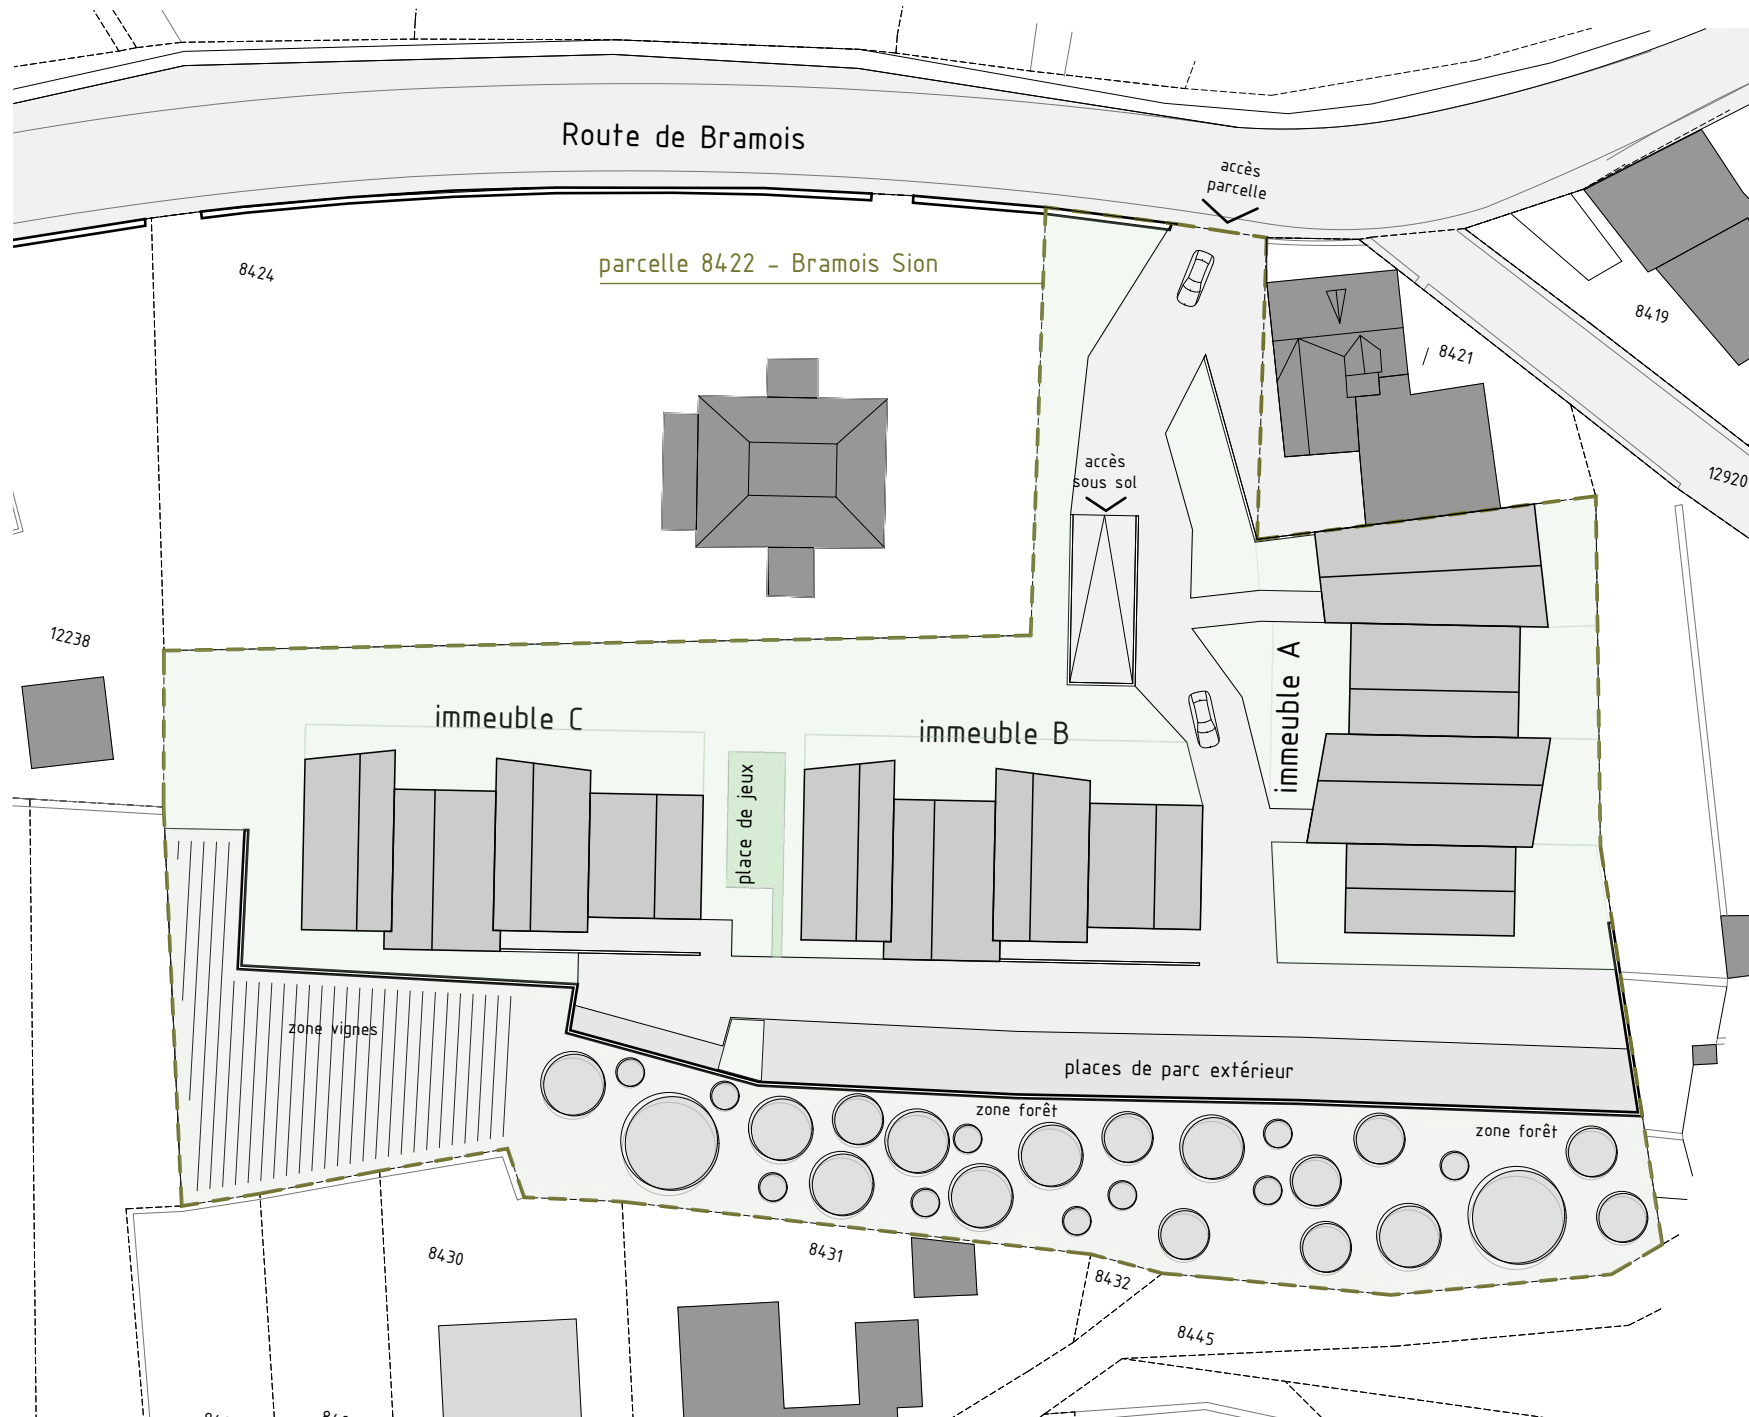 Route de Bramois
accès
parcelle
parcelle 8422 - Bramois Sion
8424
8419
8421
12920
accès
sous sol
12238
immeuble A
immeuble C
immeuble B
place de jeux
zone vignes
places de parc extérieur
zone forêt
zone forêt
8430
8431
8432
8445